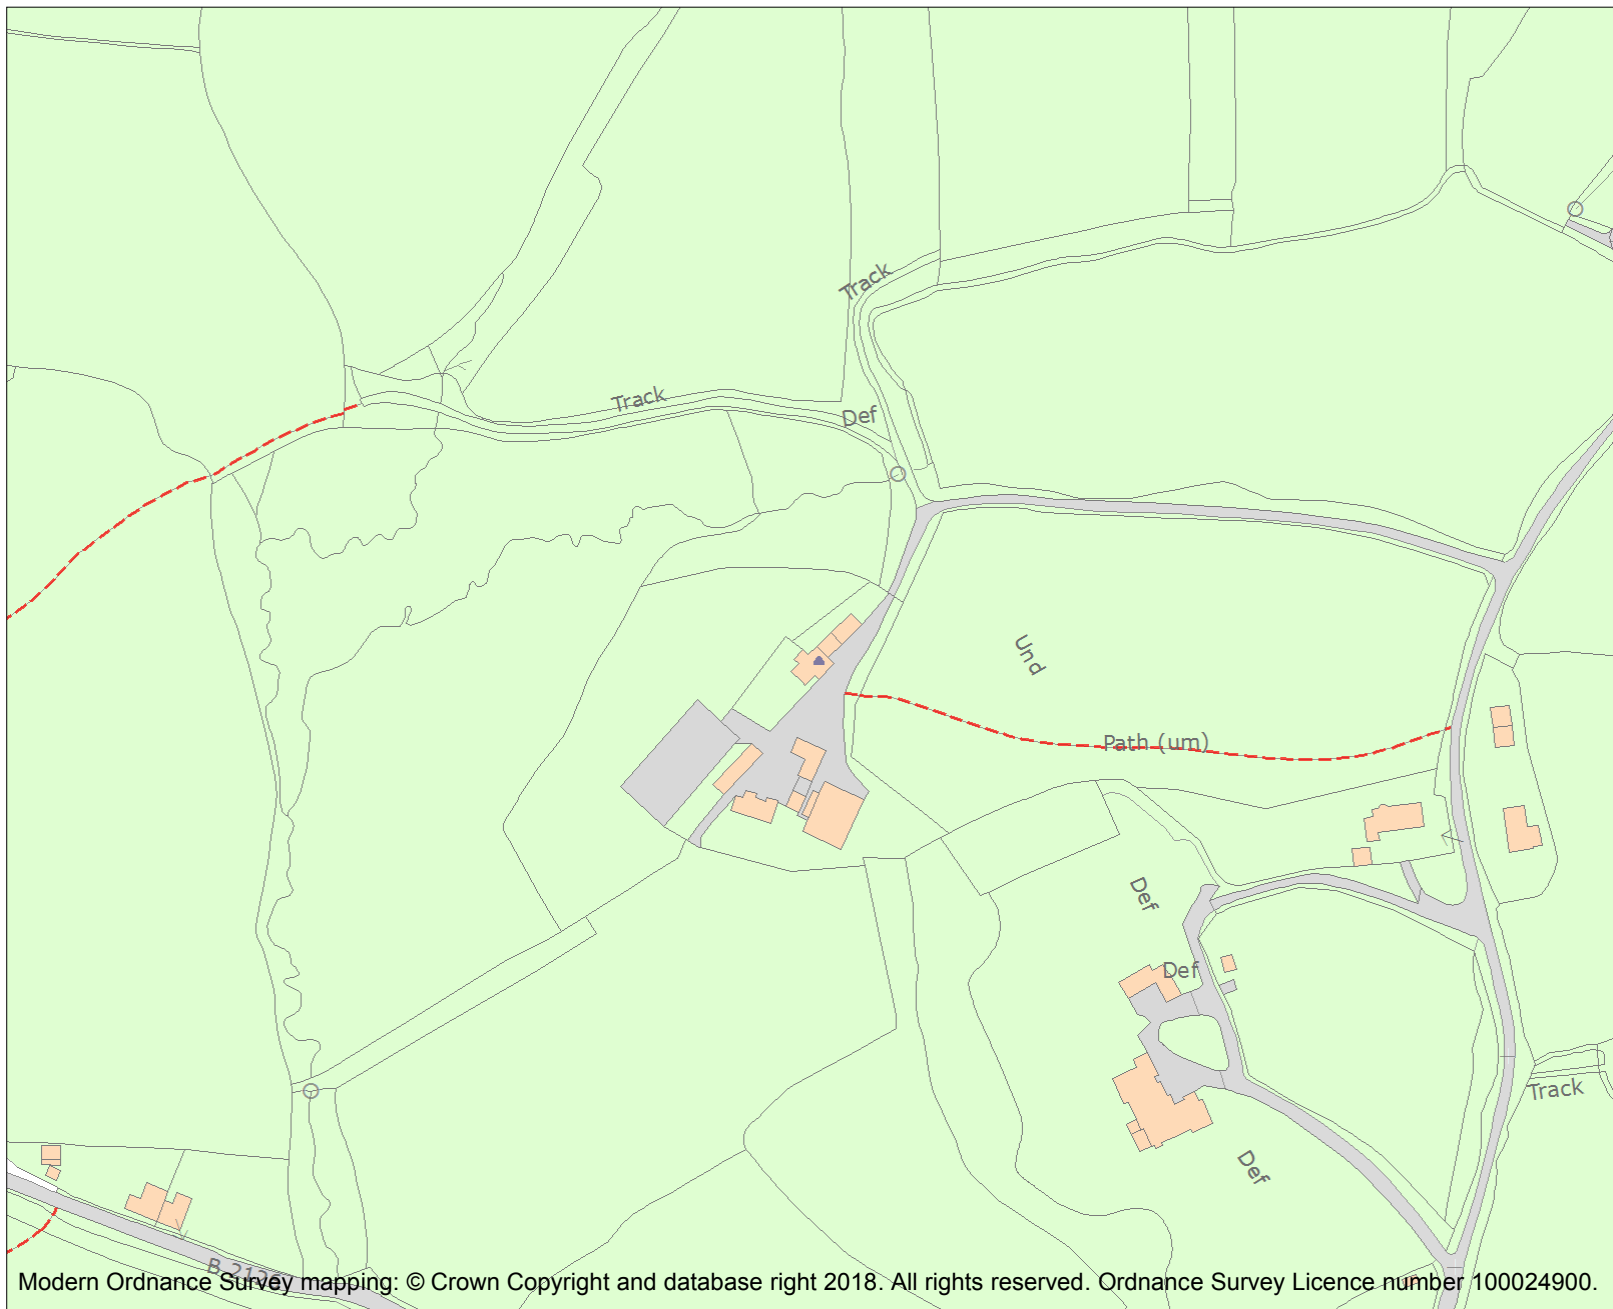 Track
Track
Def
Und
Path (um)
Def
Def
Track
Def
Modern Ordnance Survey mapping: © Crown Copyright and database right 2018. All rights reserved. Ordnance Survey Licence number 100024900.